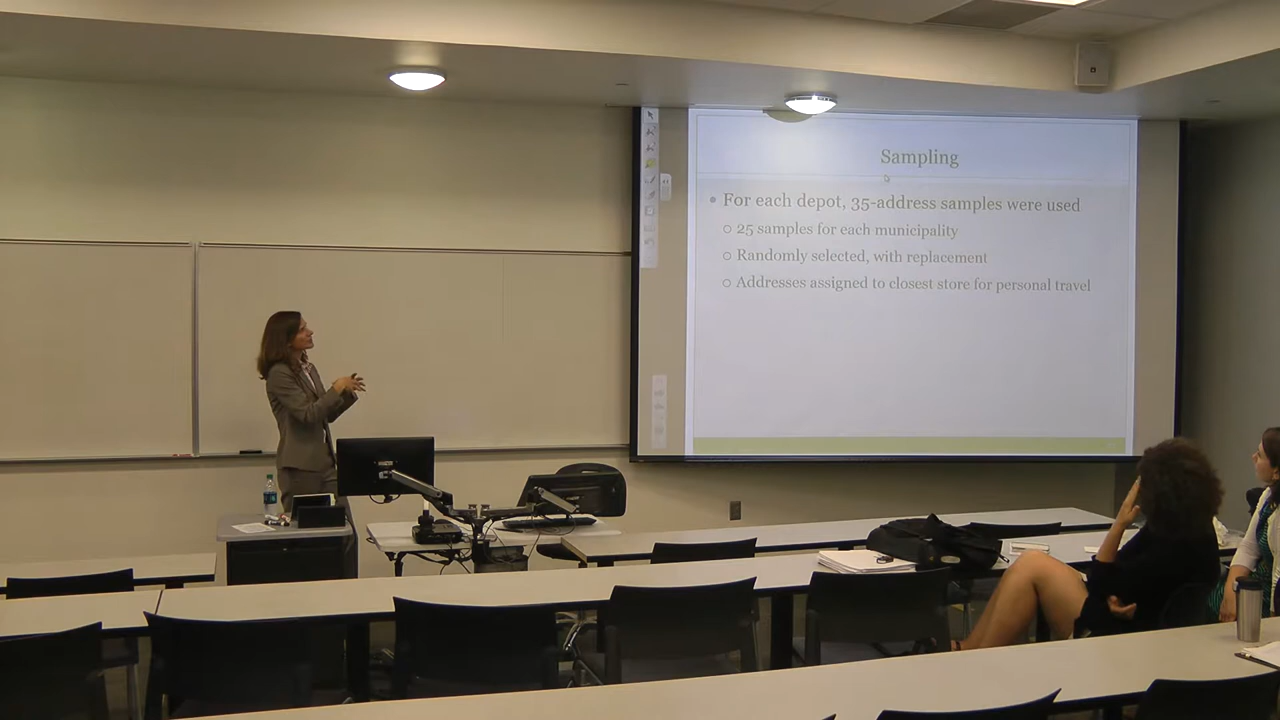 Sampling
• For each depot, 35-address samples were used
○ 25 samples for each municipality
○ Randomly selected, with replacement
○ Addresses assigned to closest store for personal travel